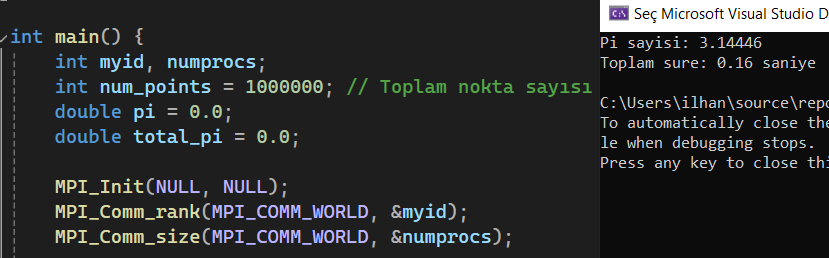 int main() {
int myid, numprocs;
int num_points = 1000000; // Toplam nokta sayısı
double pi = 0.0;
double total_pi = 0.0;
MPI_Init(NULL, NULL);
MPI_Comm_rank(MPI_COMM_WORLD, &myid);
MPI_Comm_size(MPI_COMM_WORLD, &numprocs);
Seç Microsoft Visual Studio D
Pi sayisi: 3.14446
Toplam sure: 0.16 saniye
C:\Users\ilhan\source\repo
To automatically close the
le when debugging stops.
Press any key to close thi